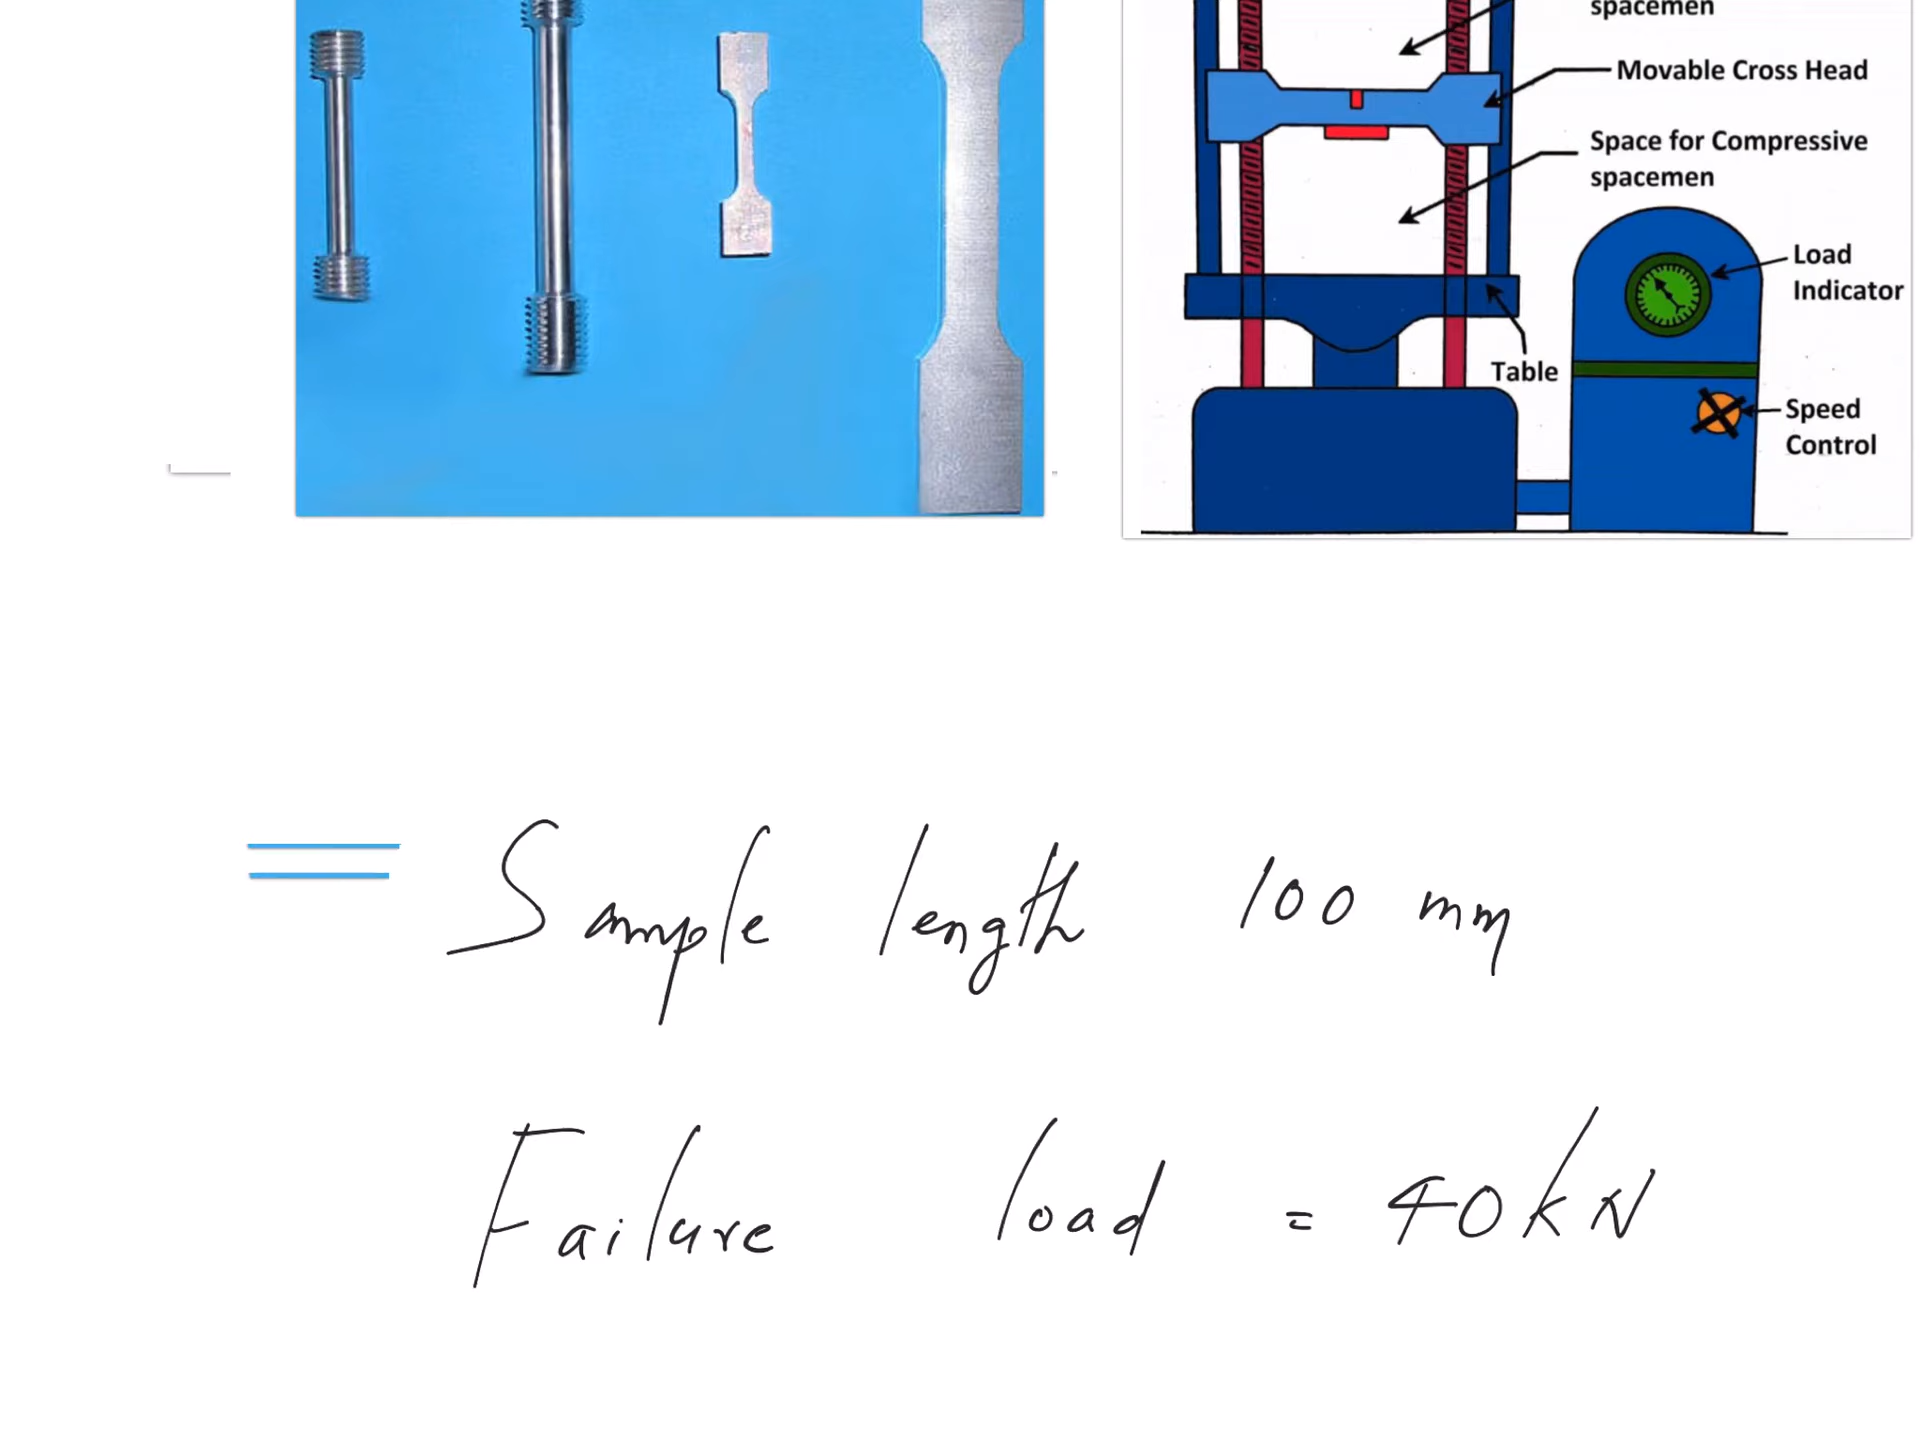 spacemen
Movable Cross Head
Space for Compressive
spacemen
Load
Indicator
Table
Speed
Control
Sample length 100 mm
Failure load = 40kN